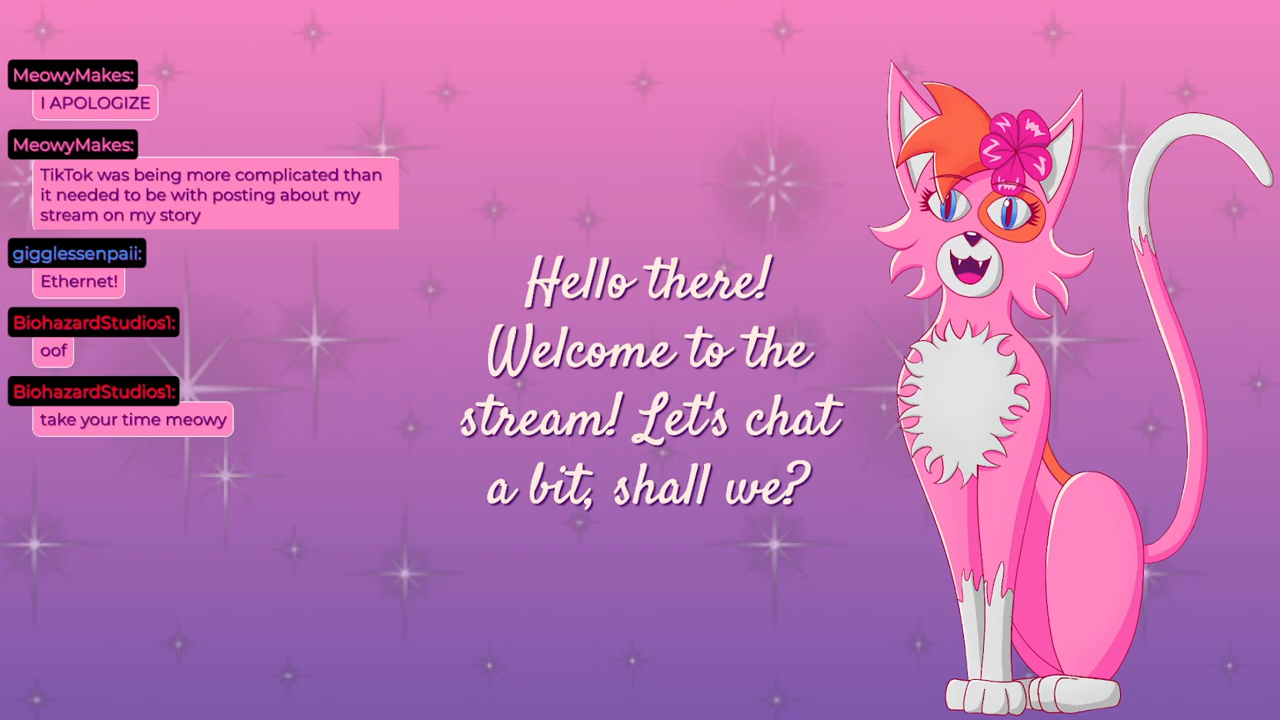 MeowyMakes:
I APOLOGIZE
MeowyMakes:
TikTok was being more complicated than
it needed to be with posting about my
stream on my story
gigglessenpaii:
Ethernet!
BiohazardStudios1:
oof
BiohazardStudios1:
take your time meowy
Hello there!
Welcome to the
stream! Let's chat
a bit, shall we?